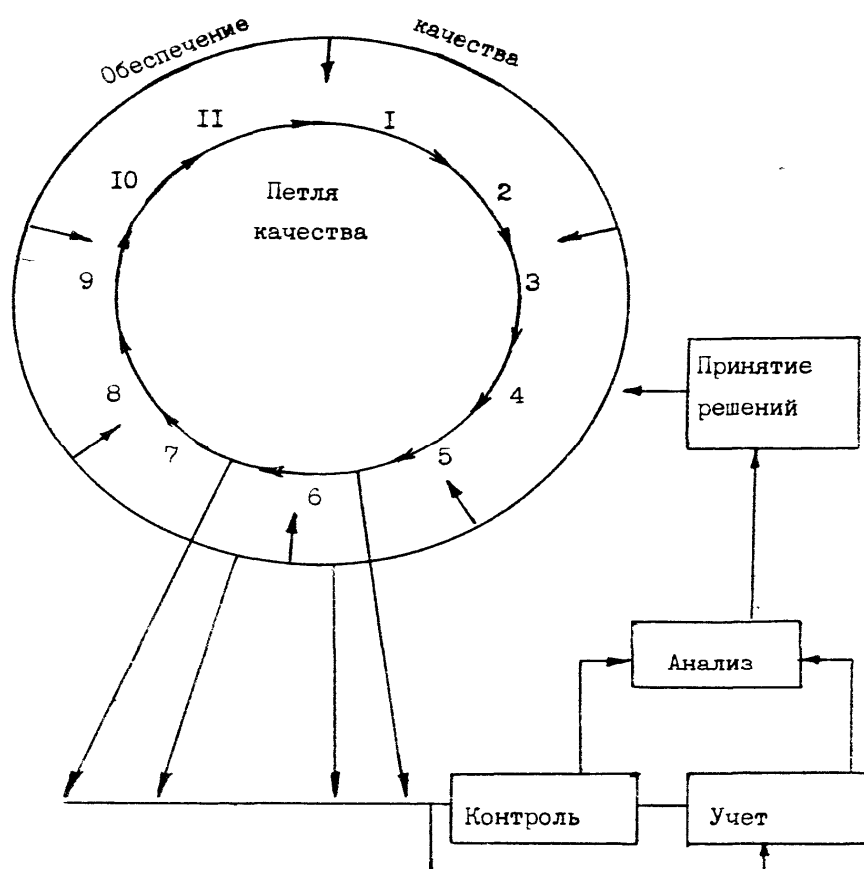 Обеспечение качества
II
I
IO
2
Петля
качества
9
3
8
4
7
5
6
Принятие
решений
Анализ
Контроль
Учет